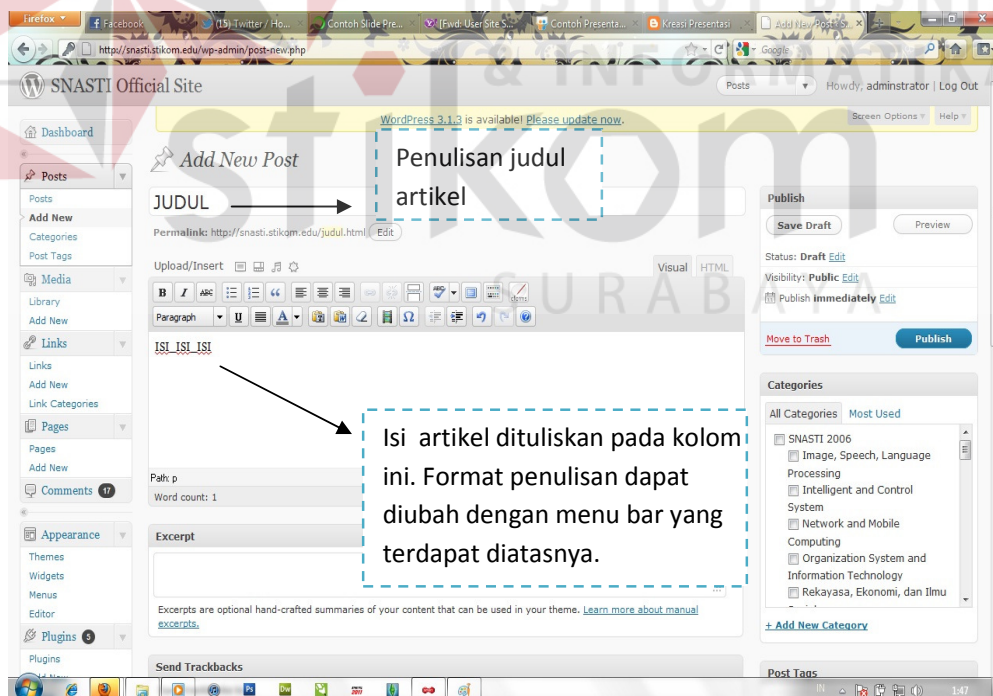 Firefox
Facebook
(15) Twitter / Ho...
Contoh Slide Pre...
[Fwd: User Site S...
Contoh Presenta...
Kreasi Presentasi
Add New Post ‹ S...
http://snasti.stikom.edu/wp-admin/post-new.php
Google
& INFORMATIKA
stikom
SURABAYA
SNASTI Official Site
Posts
Howdy, adminstrator | Log Out
WordPress 3.1.3 is available! Please update now.
Screen Options
Help
Dashboard
Posts
Posts
Add New
Categories
Post Tags
Media
Library
Add New
Links
Links
Add New
Link Categories
Pages
Pages
Add New
Comments 17
Appearance
Themes
Widgets
Menus
Editor
Plugins 5
Plugins
Add New
Add New Post
JUDUL
Penulisan judul
artikel
Permalink: http://snasti.stikom.edu/judul.html Edit
Upload/Insert
Visual
HTML
Paragraph
ISI_ISI_ISI
Isi artikel dituliskan pada kolom
ini. Format penulisan dapat
diubah dengan menu bar yang
terdapat diatasnya.
Path: p
Word count: 1
Excerpt
Excerpts are optional hand-crafted summaries of your content that can be used in your theme. Learn more about manual
excerpts.
Send Trackbacks
Publish
Save Draft
Preview
Status: Draft Edit
Visibility: Public Edit
Publish immediately Edit
Move to Trash
Publish
Categories
All Categories
Most Used
SNASTI 2006
Image, Speech, Language
Processing
Intelligent and Control
System
Network and Mobile
Computing
Organization System and
Information Technology
Rekayasa, Ekonomi, dan Ilmu
+ Add New Category
Post Tags
IN
1:47